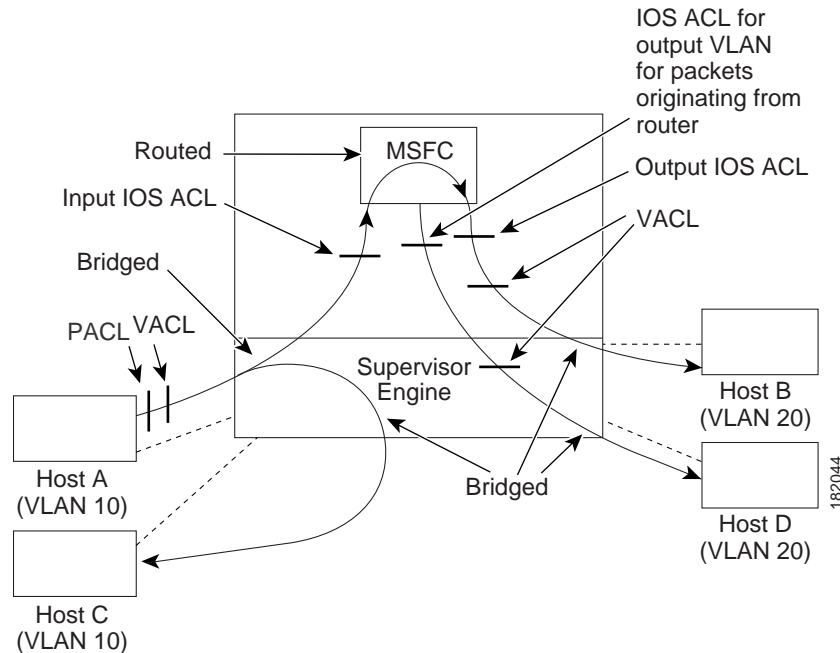 IOS ACL for
output VLAN
for packets
originating from
router
Routed
MSFC
Output IOS ACL
Input IOS ACL
VACL
Bridged
PACL
VACL
Supervisor
Engine
Host A
(VLAN 10)
Host B
(VLAN 20)
Bridged
Host C
(VLAN 10)
Host D
(VLAN 20)
182044